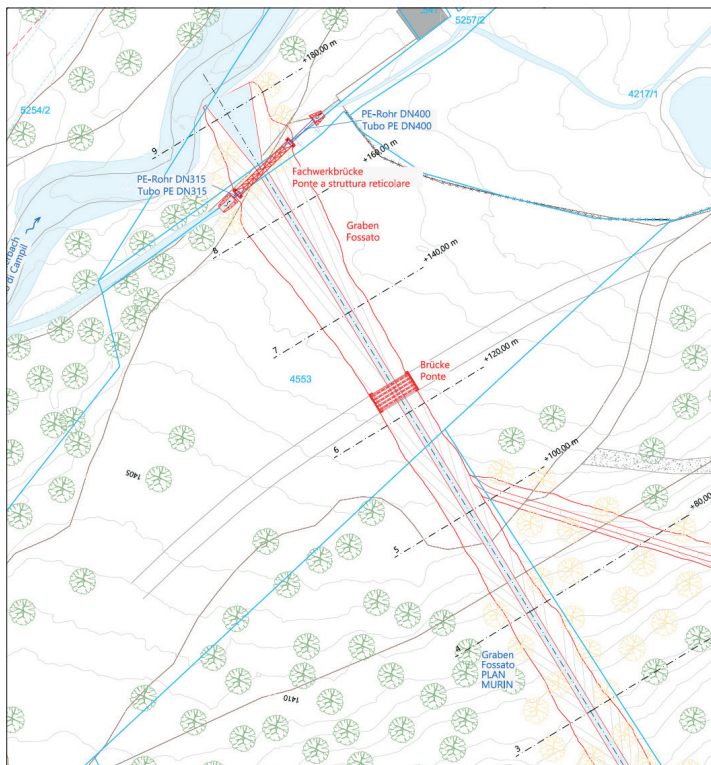 5257/2
+180,00 m
4217/1
5254/2
PE-Rohr DN400
Tubo PE DN400
9
+160,00 m
Fachwerkbrücke
Ponte a struttura reticolare
PE-Rohr DN315
Tubo PE DN315
Graben
Fossato
di Campil
8
+140,00 m
7
+120,00 m
Brücke
Ponte
4553
6
+100,00 m
1405
+80,00 m
5
4
Graben
Fossato
PLAN
MURIN
1410
3